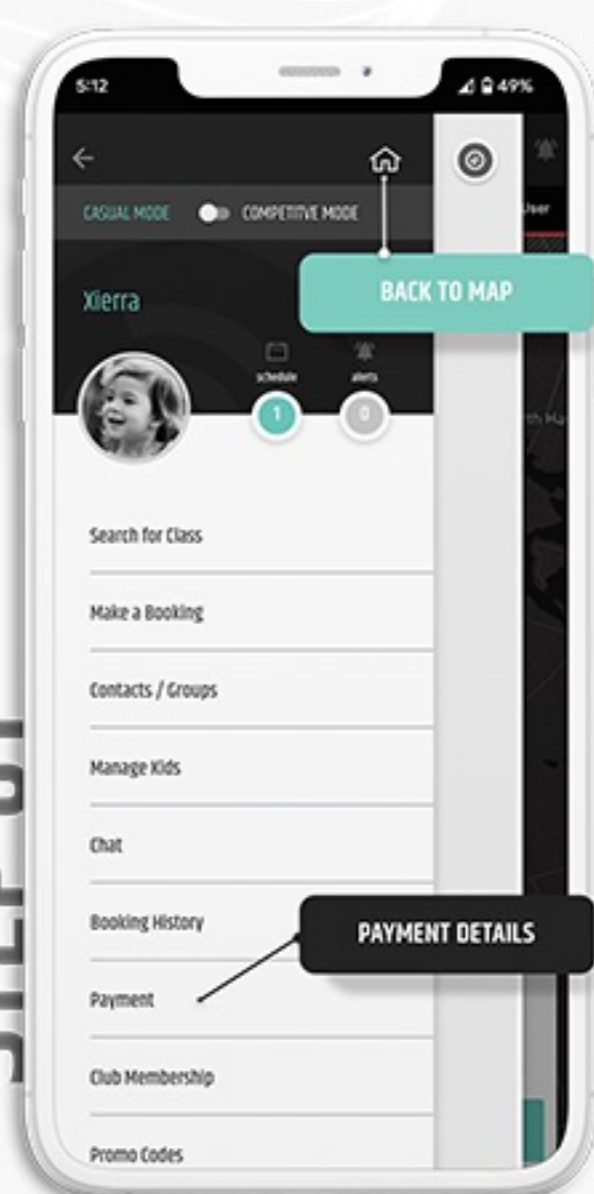 5:12
49%
CASUAL MODE
COMPETITIVE MODE
User
BACK TO MAP
Xierra
schedule
alerts
1
0
Search for Class
Make a Booking
Contacts / Groups
Manage Kids
Chat
Booking History
PAYMENT DETAILS
Payment
Club Membership
Promo Codes